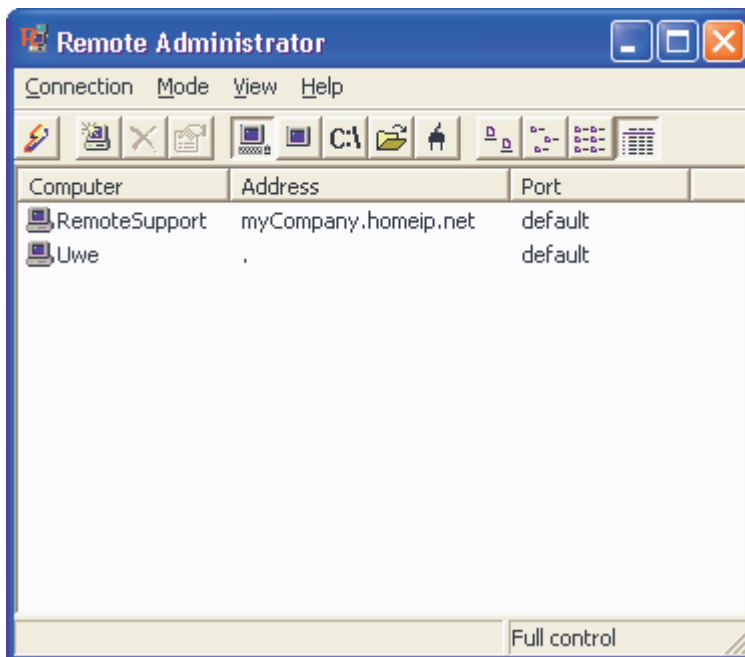 Remote Administrator
Connection Mode View Help
C:\
Computer Address Port
RemoteSupport myCompany.homeip.net default
Uwe . default
Full control